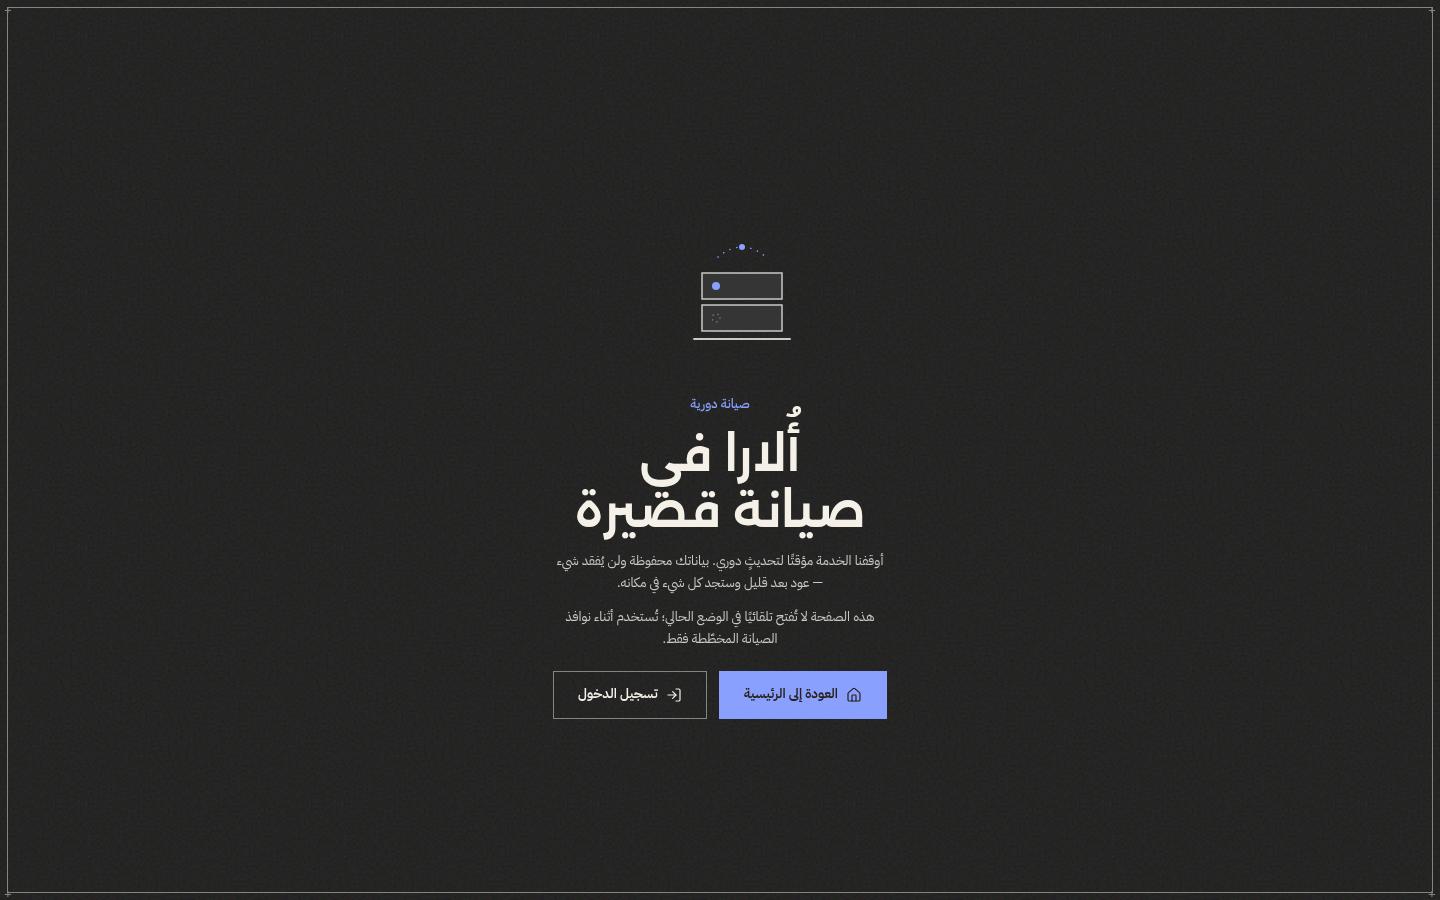 صيانة دورية
أُلارا في
صيانة قصيرة
أوقفنا الخدمة مؤقتًا لتحديثٍ دوري. بياناتك محفوظة ولن يُفقد شيء
— عود بعد قليل وستجد كل شيء في مكانه.
هذه الصفحة لا تُفتح تلقائيًا في الوضع الحالي؛ تُستخدم أثناء نوافذ
الصيانة المخطّطة فقط.
العودة إلى الرئيسية
تسجيل الدخول